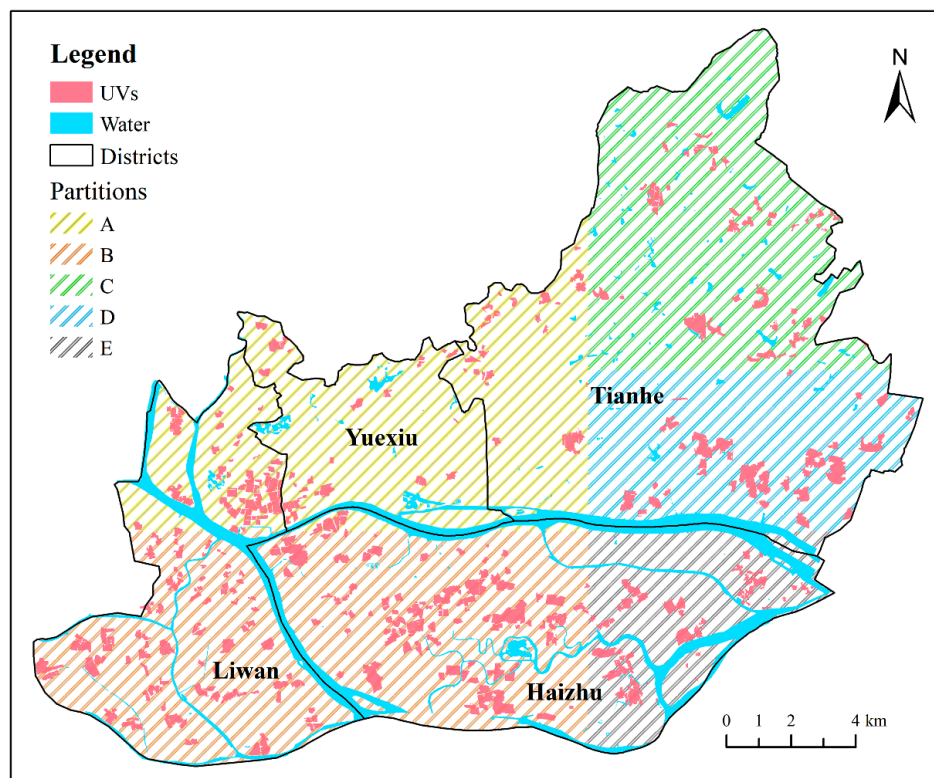 Legend
UVs
Water
Districts
Partitions
A
B
C
D
E
N
Tianhe
Yuexiu
Liwan
Haizhu
0 1 2 4 km